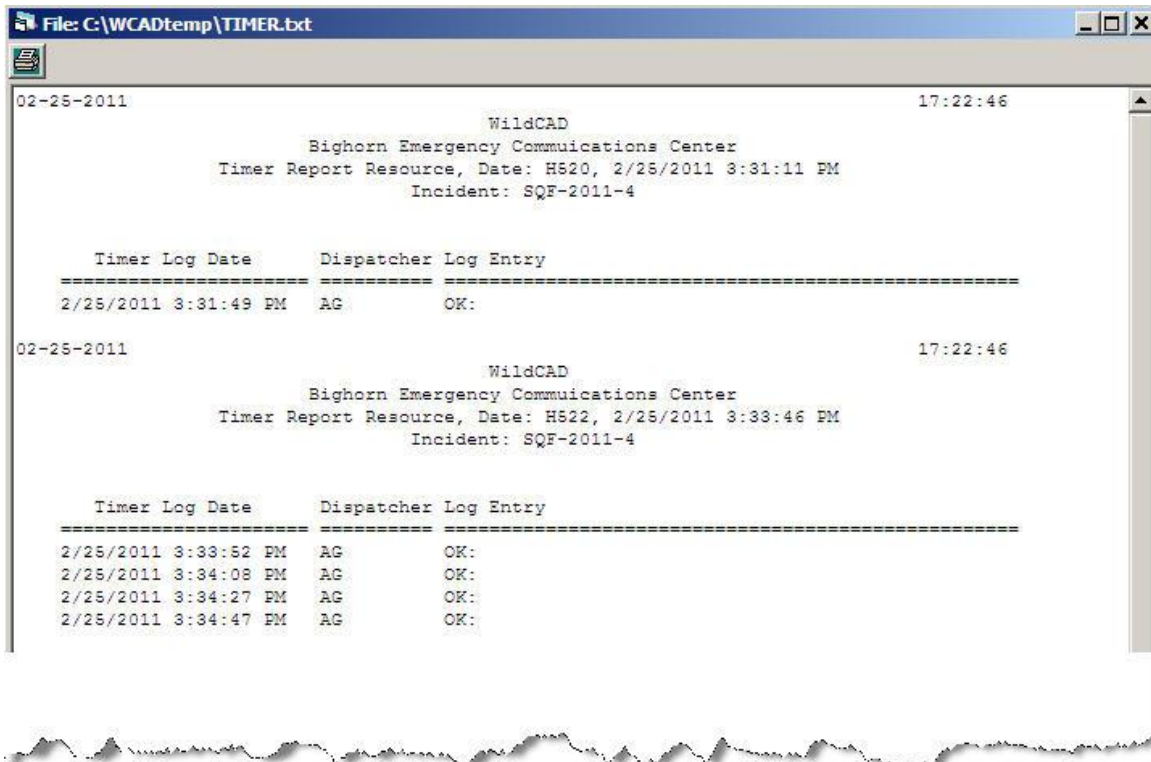 File: C:\WCADtemp\TIMER.txt
02-25-2011 17:22:46
WildCAD
Bighorn Emergency Commuications Center
Timer Report Resource, Date: H520, 2/25/2011 3:31:11 PM
Incident: SQF-2011-4
Timer Log Date Dispatcher Log Entry
====================== ========== ===================================================
2/25/2011 3:31:49 PM AG OK:
02-25-2011 17:22:46
WildCAD
Bighorn Emergency Commuications Center
Timer Report Resource, Date: H522, 2/25/2011 3:33:46 PM
Incident: SQF-2011-4
Timer Log Date Dispatcher Log Entry
====================== ========== ===================================================
2/25/2011 3:33:52 PM AG OK:
2/25/2011 3:34:08 PM AG OK:
2/25/2011 3:34:27 PM AG OK:
2/25/2011 3:34:47 PM AG OK: